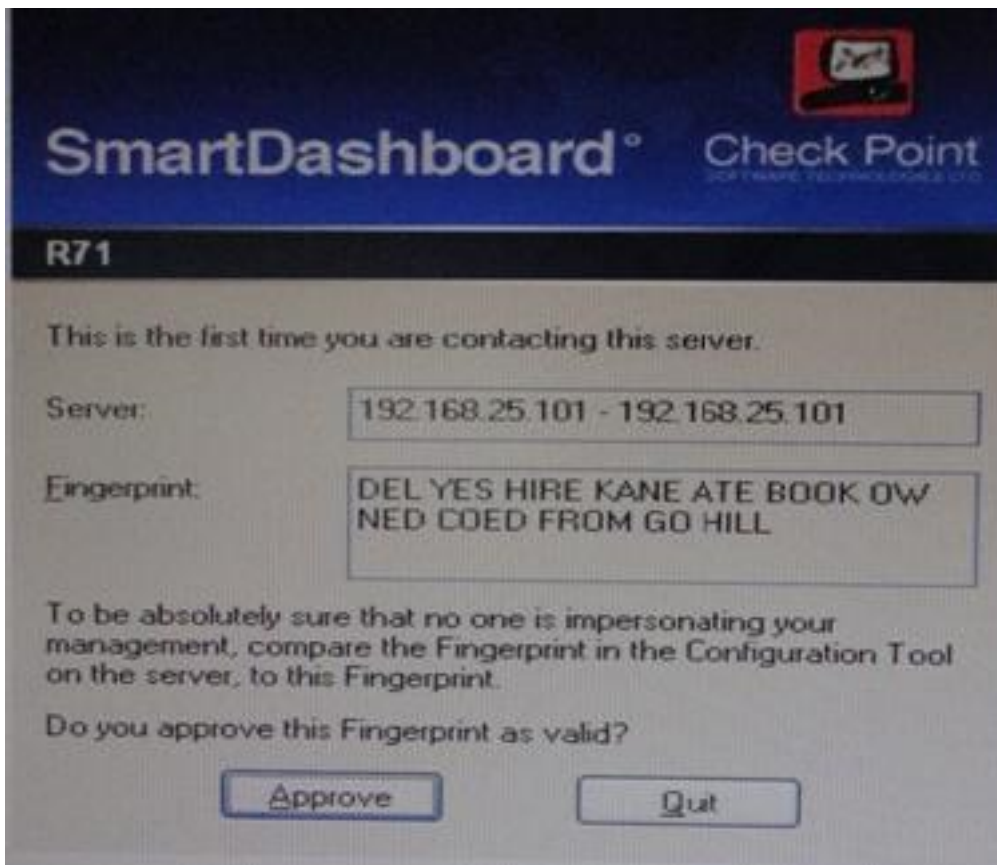 SmartDashboard
Check Point
SOFTWARE TECHNOLOGIES LTD.
R71
This is the first time you are contacting this server.
Server: 192.168.25.101 - 192.168.25.101
Fingerprint: DEL YES HIRE KANE ATE BOOK OW
NED COED FROM GO HILL
To be absolutely sure that no one is impersonating your
management, compare the Fingerprint in the Configuration Tool
on the server, to this Fingerprint.
Do you approve this Fingerprint as valid?
Approve Quit